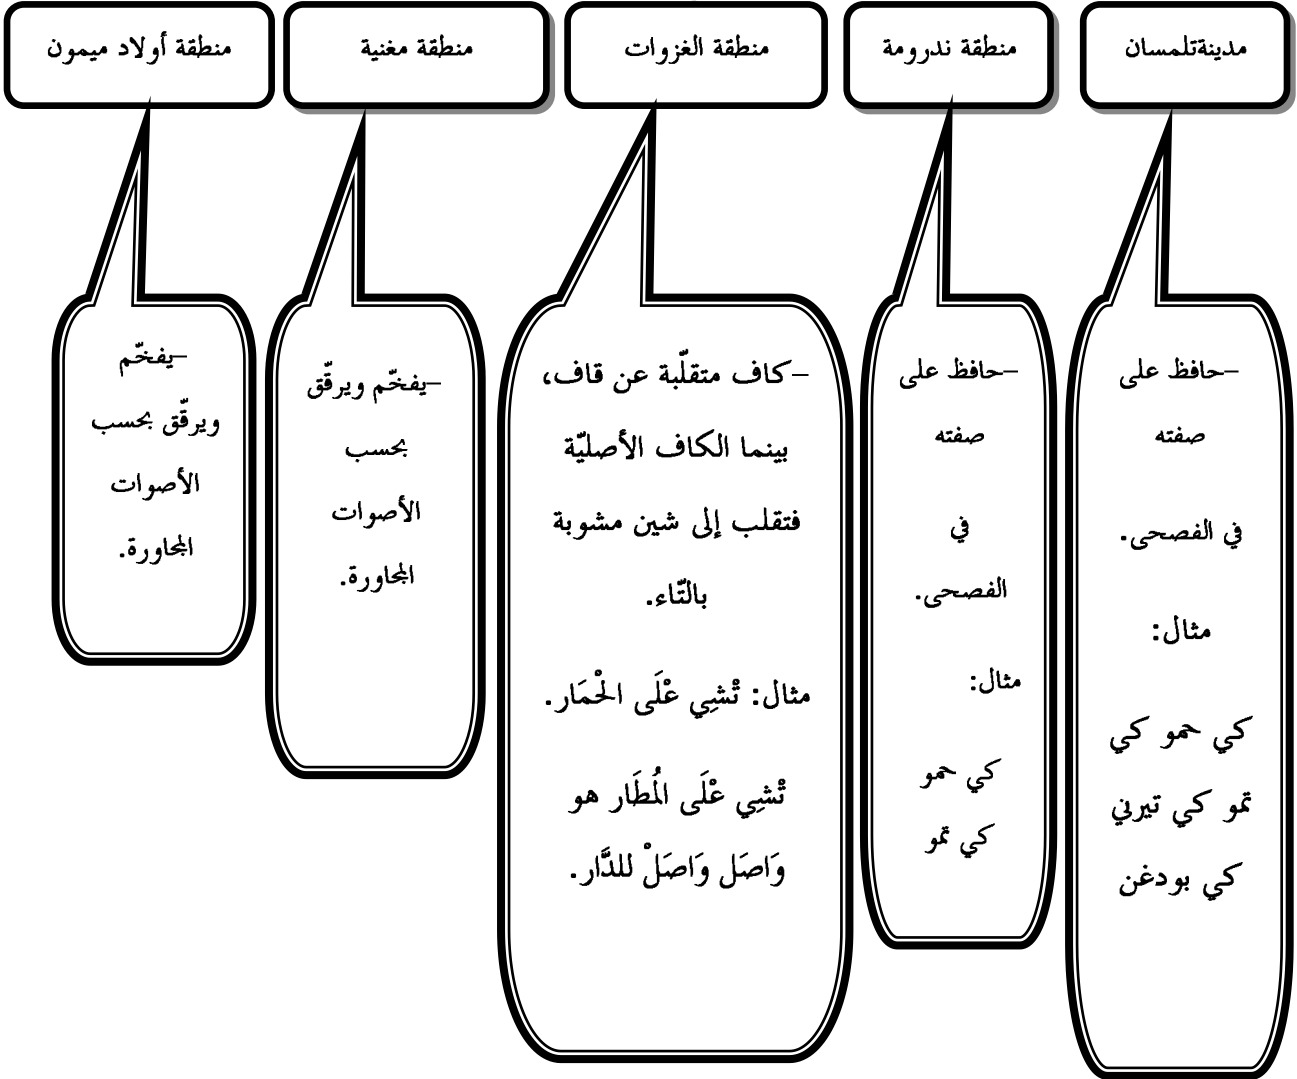 مدينةتلمسان
منطقة ندرومة
منطقة الغزوات
منطقة مغنية
منطقة أولاد ميمون
–حافظ على
صفته
في الفصحى.
مثال:
كي حمو كي
تمو كي تيرني
كي بودغن
–حافظ على
صفته
في
الفصحى.
مثال:
كي حمو
كي تمو
–كاف متقلّبة عن قاف،
بينما الكاف الأصليّة
فتقلب إلى شين مشوبة
بالتّاء.
مثال: تْشِي عْلَى الْحْمَار.
تْشِي عْلَى الُمطَار هو
وَاصَل وَاصَلْ للدَّار.
–يفخّم ويرقّق
بحسب
الأصوات
المجاورة.
–يفخّم
ويرقّق بحسب
الأصوات
المجاورة.